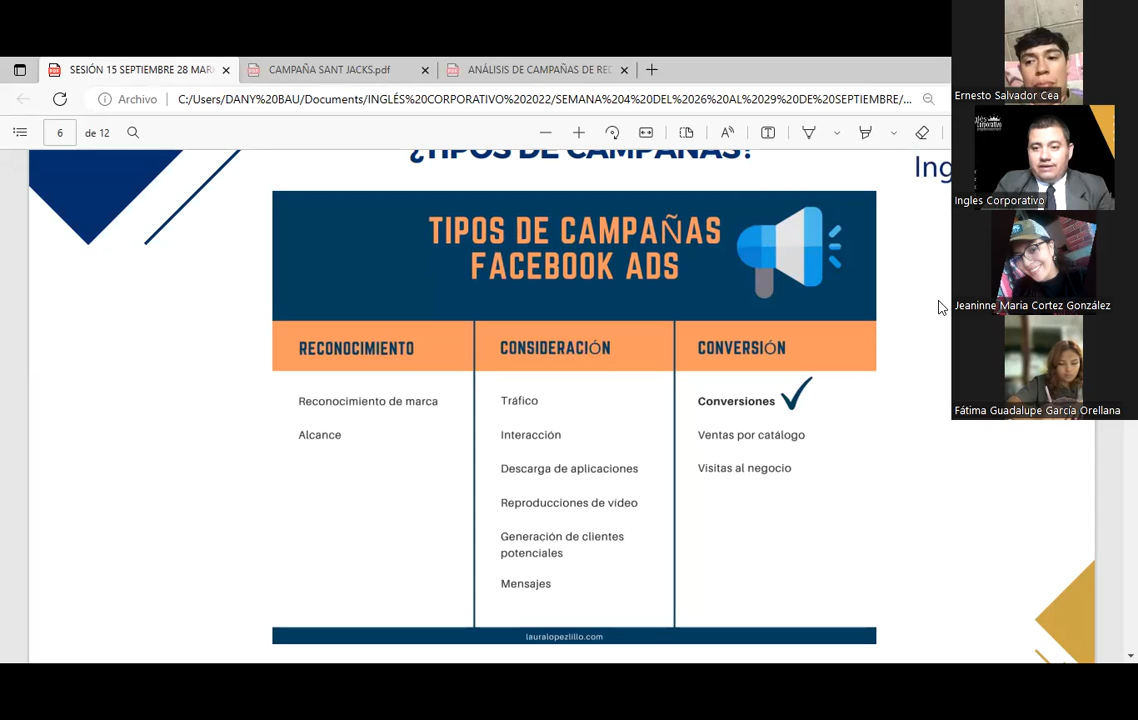 SESIÓN 15 SEPTIEMBRE 28 MAR
CAMPAÑA SANT JACKS.pdf
ANÁLISIS DE CAMPAÑAS DE REC
Archivo
C:/Users/DANY%20BAU/Documents/INGLÉS%20CORPORATIVO%202022/SEMANA%204%20DEL%2026%20AL%2029%20DE%20SEPTIEMBRE/...
6 de 12
¿TIPOS DE CAMPAÑAS?
Ing
TIPOS DE CAMPAÑAS
FACEBOOK ADS
RECONOCIMIENTO
Reconocimiento de marca
Alcance
CONSIDERACIÓN
Tráfico
Interacción
Descarga de aplicaciones
Reproducciones de vídeo
Generación de clientes
potenciales
Mensajes
CONVERSIÓN
Conversiones
Ventas por catálogo
Visitas al negocio
lauralopezlillo.com
Ernesto Salvador Cea
Ingles Corporativo
Jeaninne Maria Cortez González
Fátima Guadalupe García Orellana